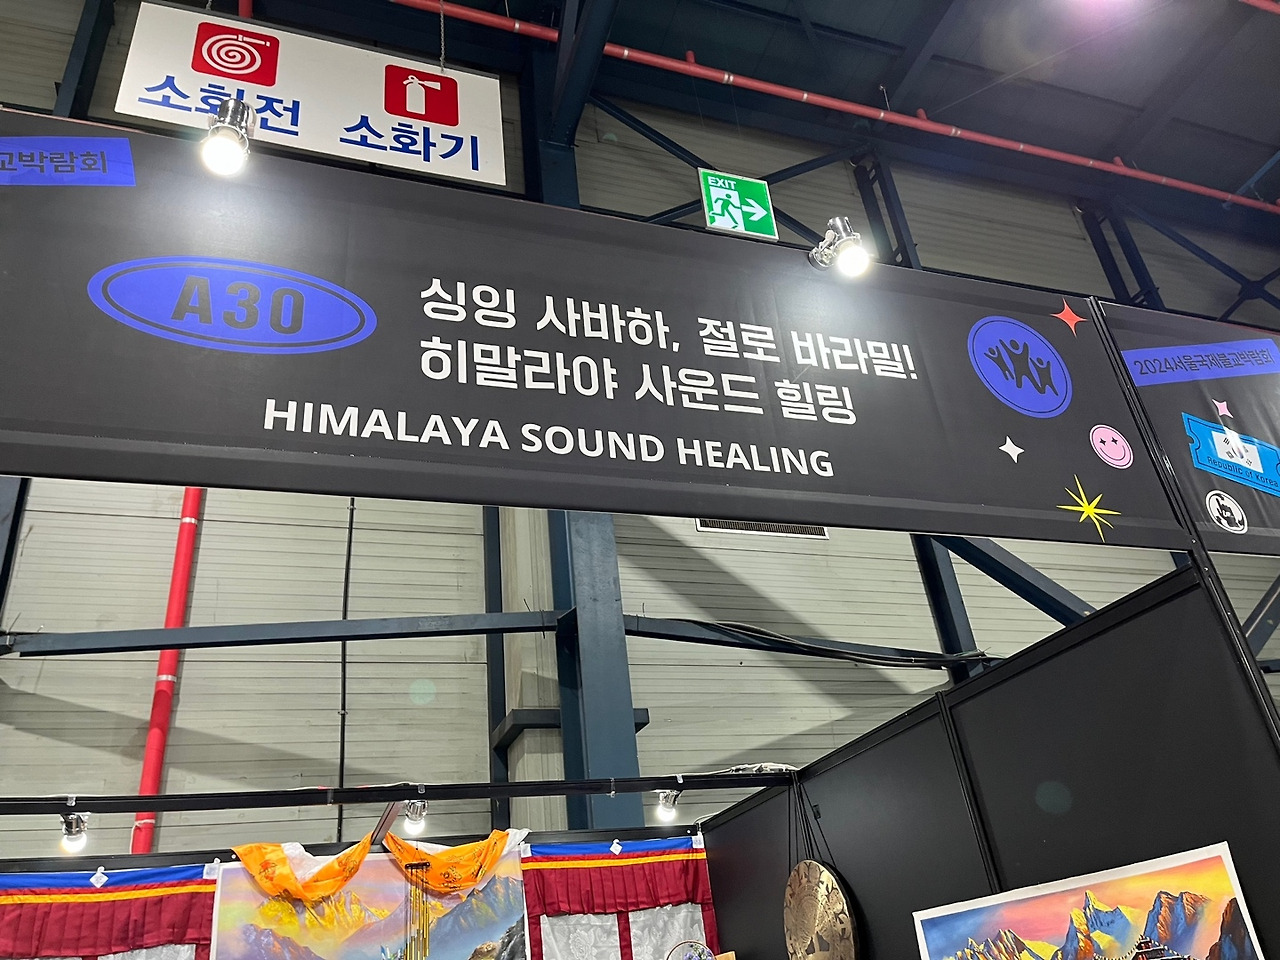 소화전 소화기
EXIT
교박람회
A30
싱잉 사바하, 절로 바라밀!
히말라야 사운드 힐링
HIMALAYA SOUND HEALING
2024서울국제불교박람회
Republic of Korea